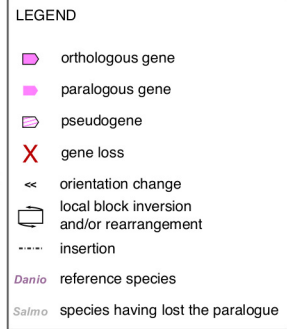 LEGEND
orthologous gene
paralogous gene
pseudogene
X gene loss
<< orientation change
local block inversion
and/or rearrangement
insertion
Danio reference species
Salmo species having lost the paralogue